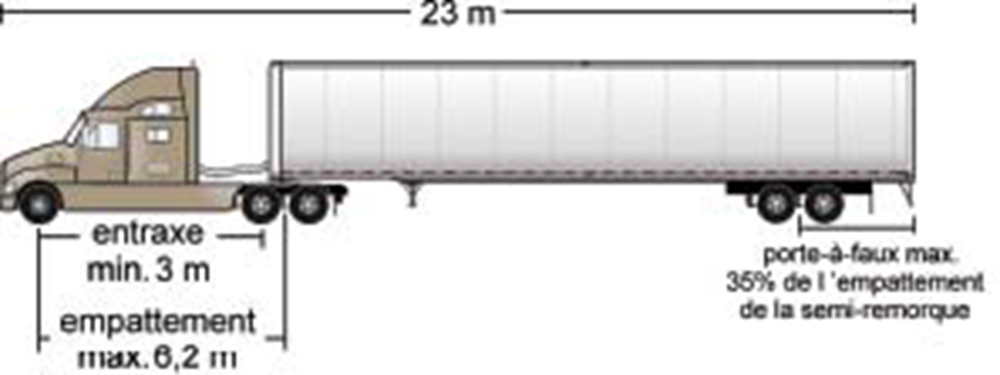 23 m
entraxe
min. 3 m
empattement
max. 6,2 m
porte-à-faux max.
35% de l 'empattement
de la semi-remorque